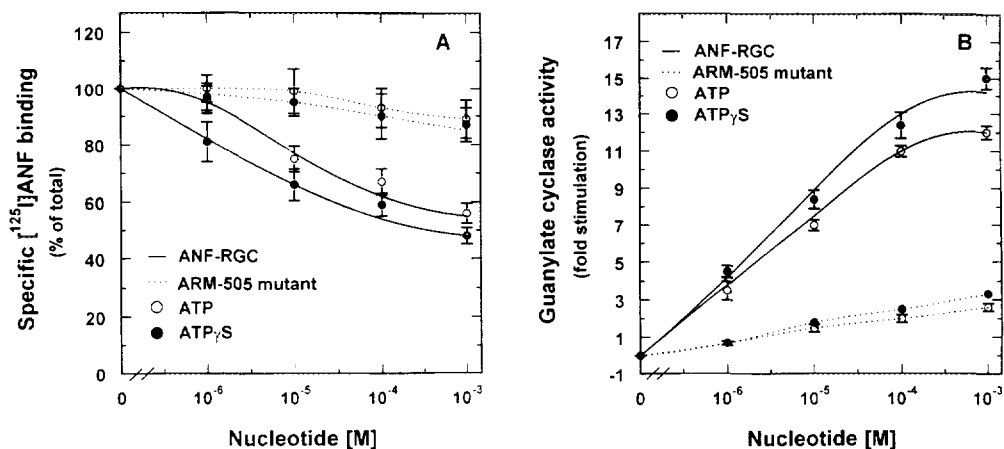 A
Specific [¹²⁵I]ANF binding
(% of total)
120
100
80
60
40
20
0
ANF-RGC
ARM-505 mutant
ATP
ATPγS
0
10⁻⁶
10⁻⁵
10⁻⁴
10⁻³
Nucleotide [M]
B
Guanylate cyclase activity
(fold stimulation)
17
15
13
11
9
7
5
3
1
-1
ANF-RGC
ARM-505 mutant
ATP
ATPγS
0
10⁻⁶
10⁻⁵
10⁻⁴
10⁻³
Nucleotide [M]